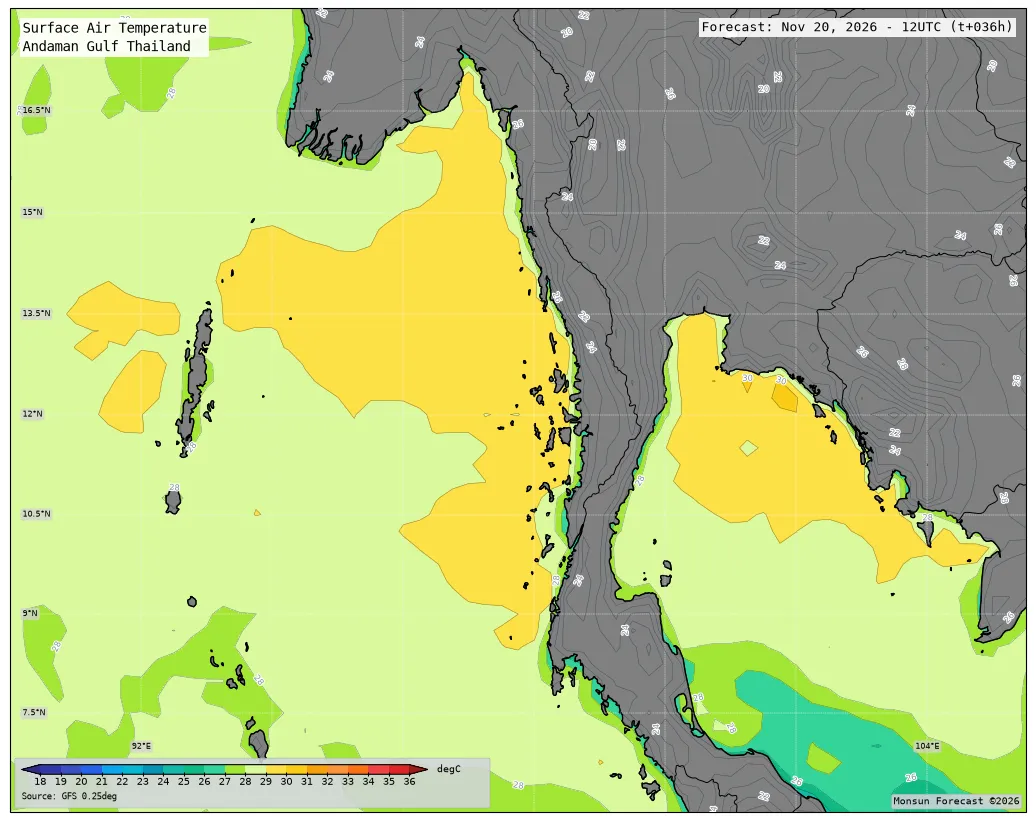 Surface Air Temperature
Andaman Gulf Thailand
Forecast: Nov 20, 2026 - 12UTC (t+036h)
16.5°N
15°N
13.5°N
12°N
10.5°N
9°N
7.5°N
92°E
104°E
18 19 20 21 22 23 24 25 26 27 28 29 30 31 32 33 34 35 36
degC
Source: GFS 0.25deg
Monsun Forecast ©2026